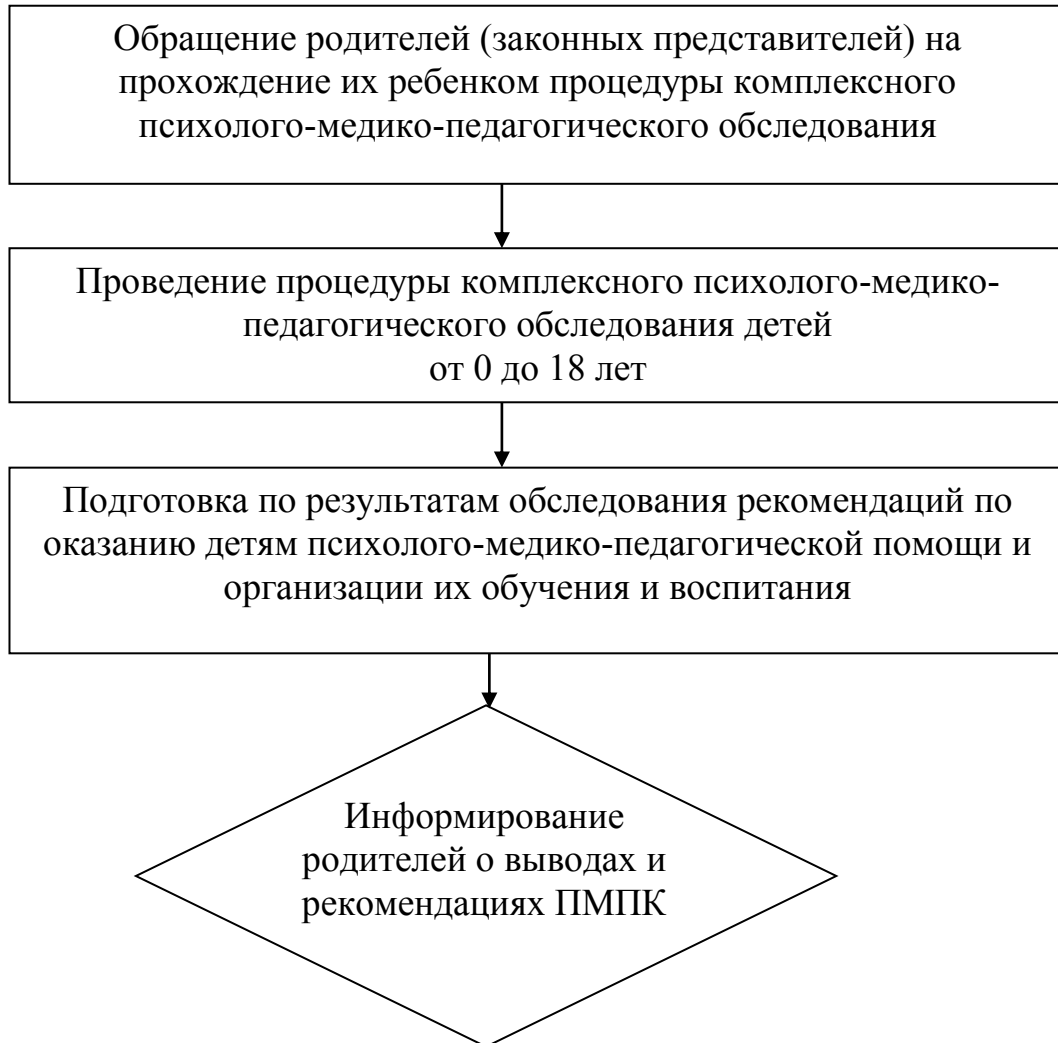 Обращение родителей (законных представителей) на
прохождение их ребенком процедуры комплексного
психолого-медико-педагогического обследования
Проведение процедуры комплексного психолого-медико-
педагогического обследования детей
от 0 до 18 лет
Подготовка по результатам обследования рекомендаций по
оказанию детям психолого-медико-педагогической помощи и
организации их обучения и воспитания
Информирование
родителей о выводах и
рекомендациях ПМПК